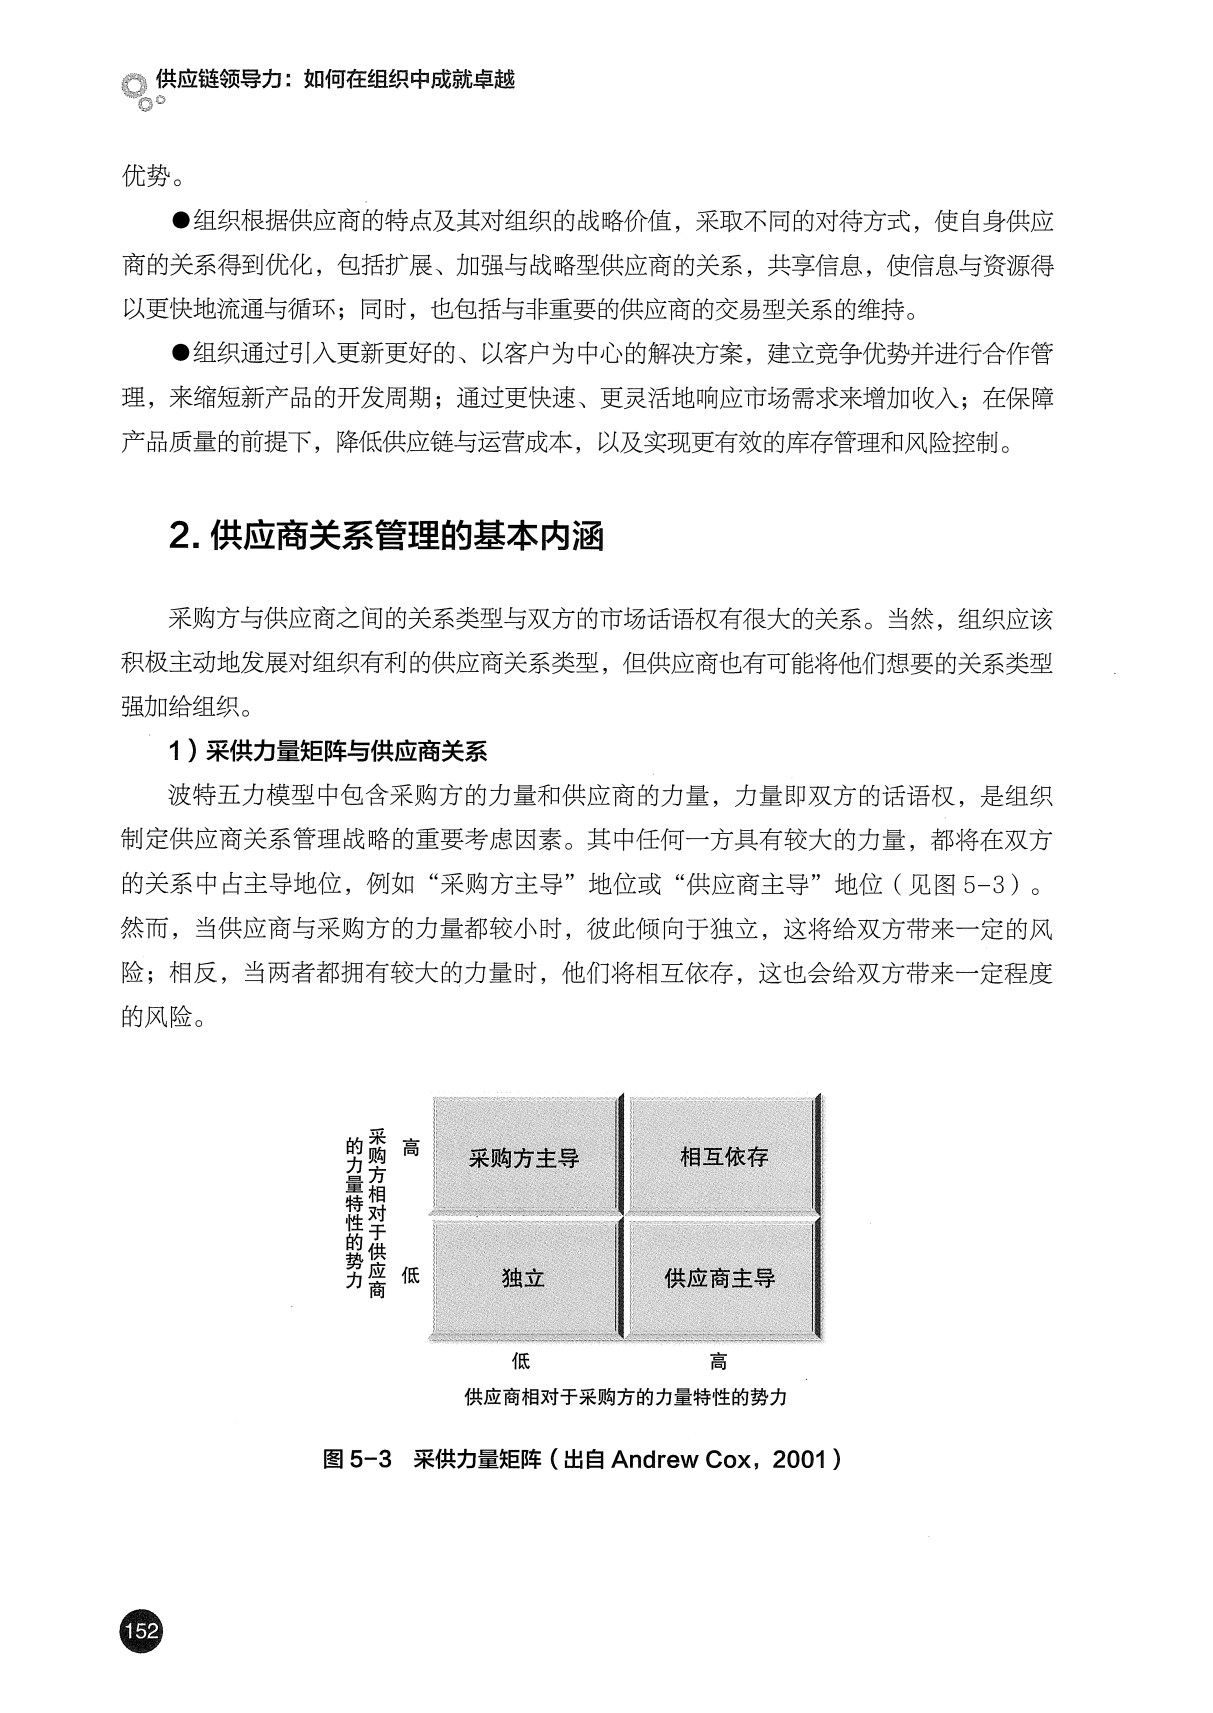 供应链领导力：如何在组织中成就卓越
优势。
●组织根据供应商的特点及其对组织的战略价值，采取不同的对待方式，使自身供应
商的关系得到优化，包括扩展、加强与战略型供应商的关系，共享信息，使信息与资源得
以更快地流通与循环；同时，也包括与非重要的供应商的交易型关系的维持。
●组织通过引入更新更好的、以客户为中心的解决方案，建立竞争优势并进行合作管
理，来缩短新产品的开发周期；通过更快速、更灵活地响应市场需求来增加收入；在保障
产品质量的前提下，降低供应链与运营成本，以及实现更有效的库存管理和风险控制。
2. 供应商关系管理的基本内涵
采购方与供应商之间的关系类型与双方的市场话语权有很大的关系。当然，组织应该
积极主动地发展对组织有利的供应商关系类型，但供应商也有可能将他们想要的关系类型
强加给组织。
1）采供力量矩阵与供应商关系
波特五力模型中包含采购方的力量和供应商的力量，力量即双方的话语权，是组织
制定供应商关系管理战略的重要考虑因素。其中任何一方具有较大的力量，都将在双方
的关系中占主导地位，例如“采购方主导”地位或“供应商主导”地位（见图 5-3）。
然而，当供应商与采购方的力量都较小时，彼此倾向于独立，这将给双方带来一定的风
险；相反，当两者都拥有较大的力量时，他们将相互依存，这也会给双方带来一定程度
的风险。
采购方相对于供应商
的力量特性的势力
高
采购方主导
相互依存
低
独立
供应商主导
低
高
供应商相对于采购方的力量特性的势力
图 5-3 采供力量矩阵（出自 Andrew Cox，2001）
152